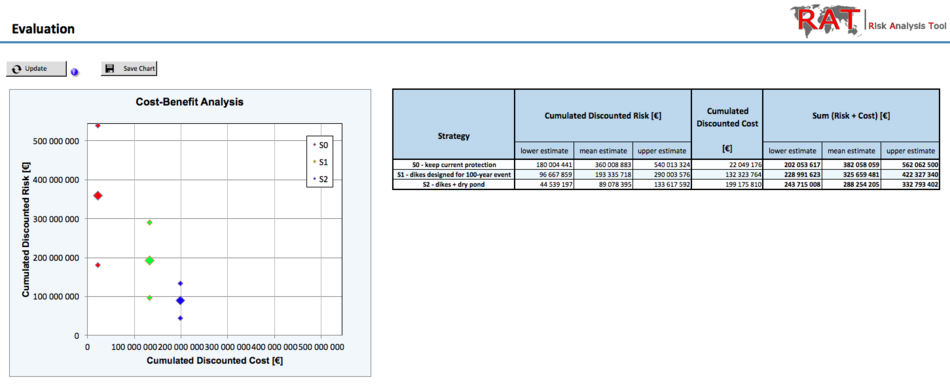 Evaluation
RAT Risk Analysis Tool
Update
Save Chart
Cost-Benefit Analysis
500 000 000
400 000 000
300 000 000
200 000 000
100 000 000
0
Cumulated Discounted Risk [€]
S0
S1
S2
0 100 000 000 200 000 000 300 000 000 400 000 000 500 000 000
Cumulated Discounted Cost [€]
Strategy Cumulated Discounted Risk [€] Cumulated Discounted Cost [€] Sum (Risk + Cost) [€]
lower estimate mean estimate upper estimate lower estimate mean estimate upper estimate
S0 - keep current protection 180 004 441 360 008 883 540 013 324 22 049 176 202 053 617 382 058 059 562 062 500
S1 - dikes designed for 100-year event 96 667 859 193 335 718 290 003 576 132 323 764 228 991 623 325 659 481 422 327 340
S2 - dikes + dry pond 44 539 197 89 078 395 133 617 592 199 175 810 243 715 008 288 254 205 332 793 402